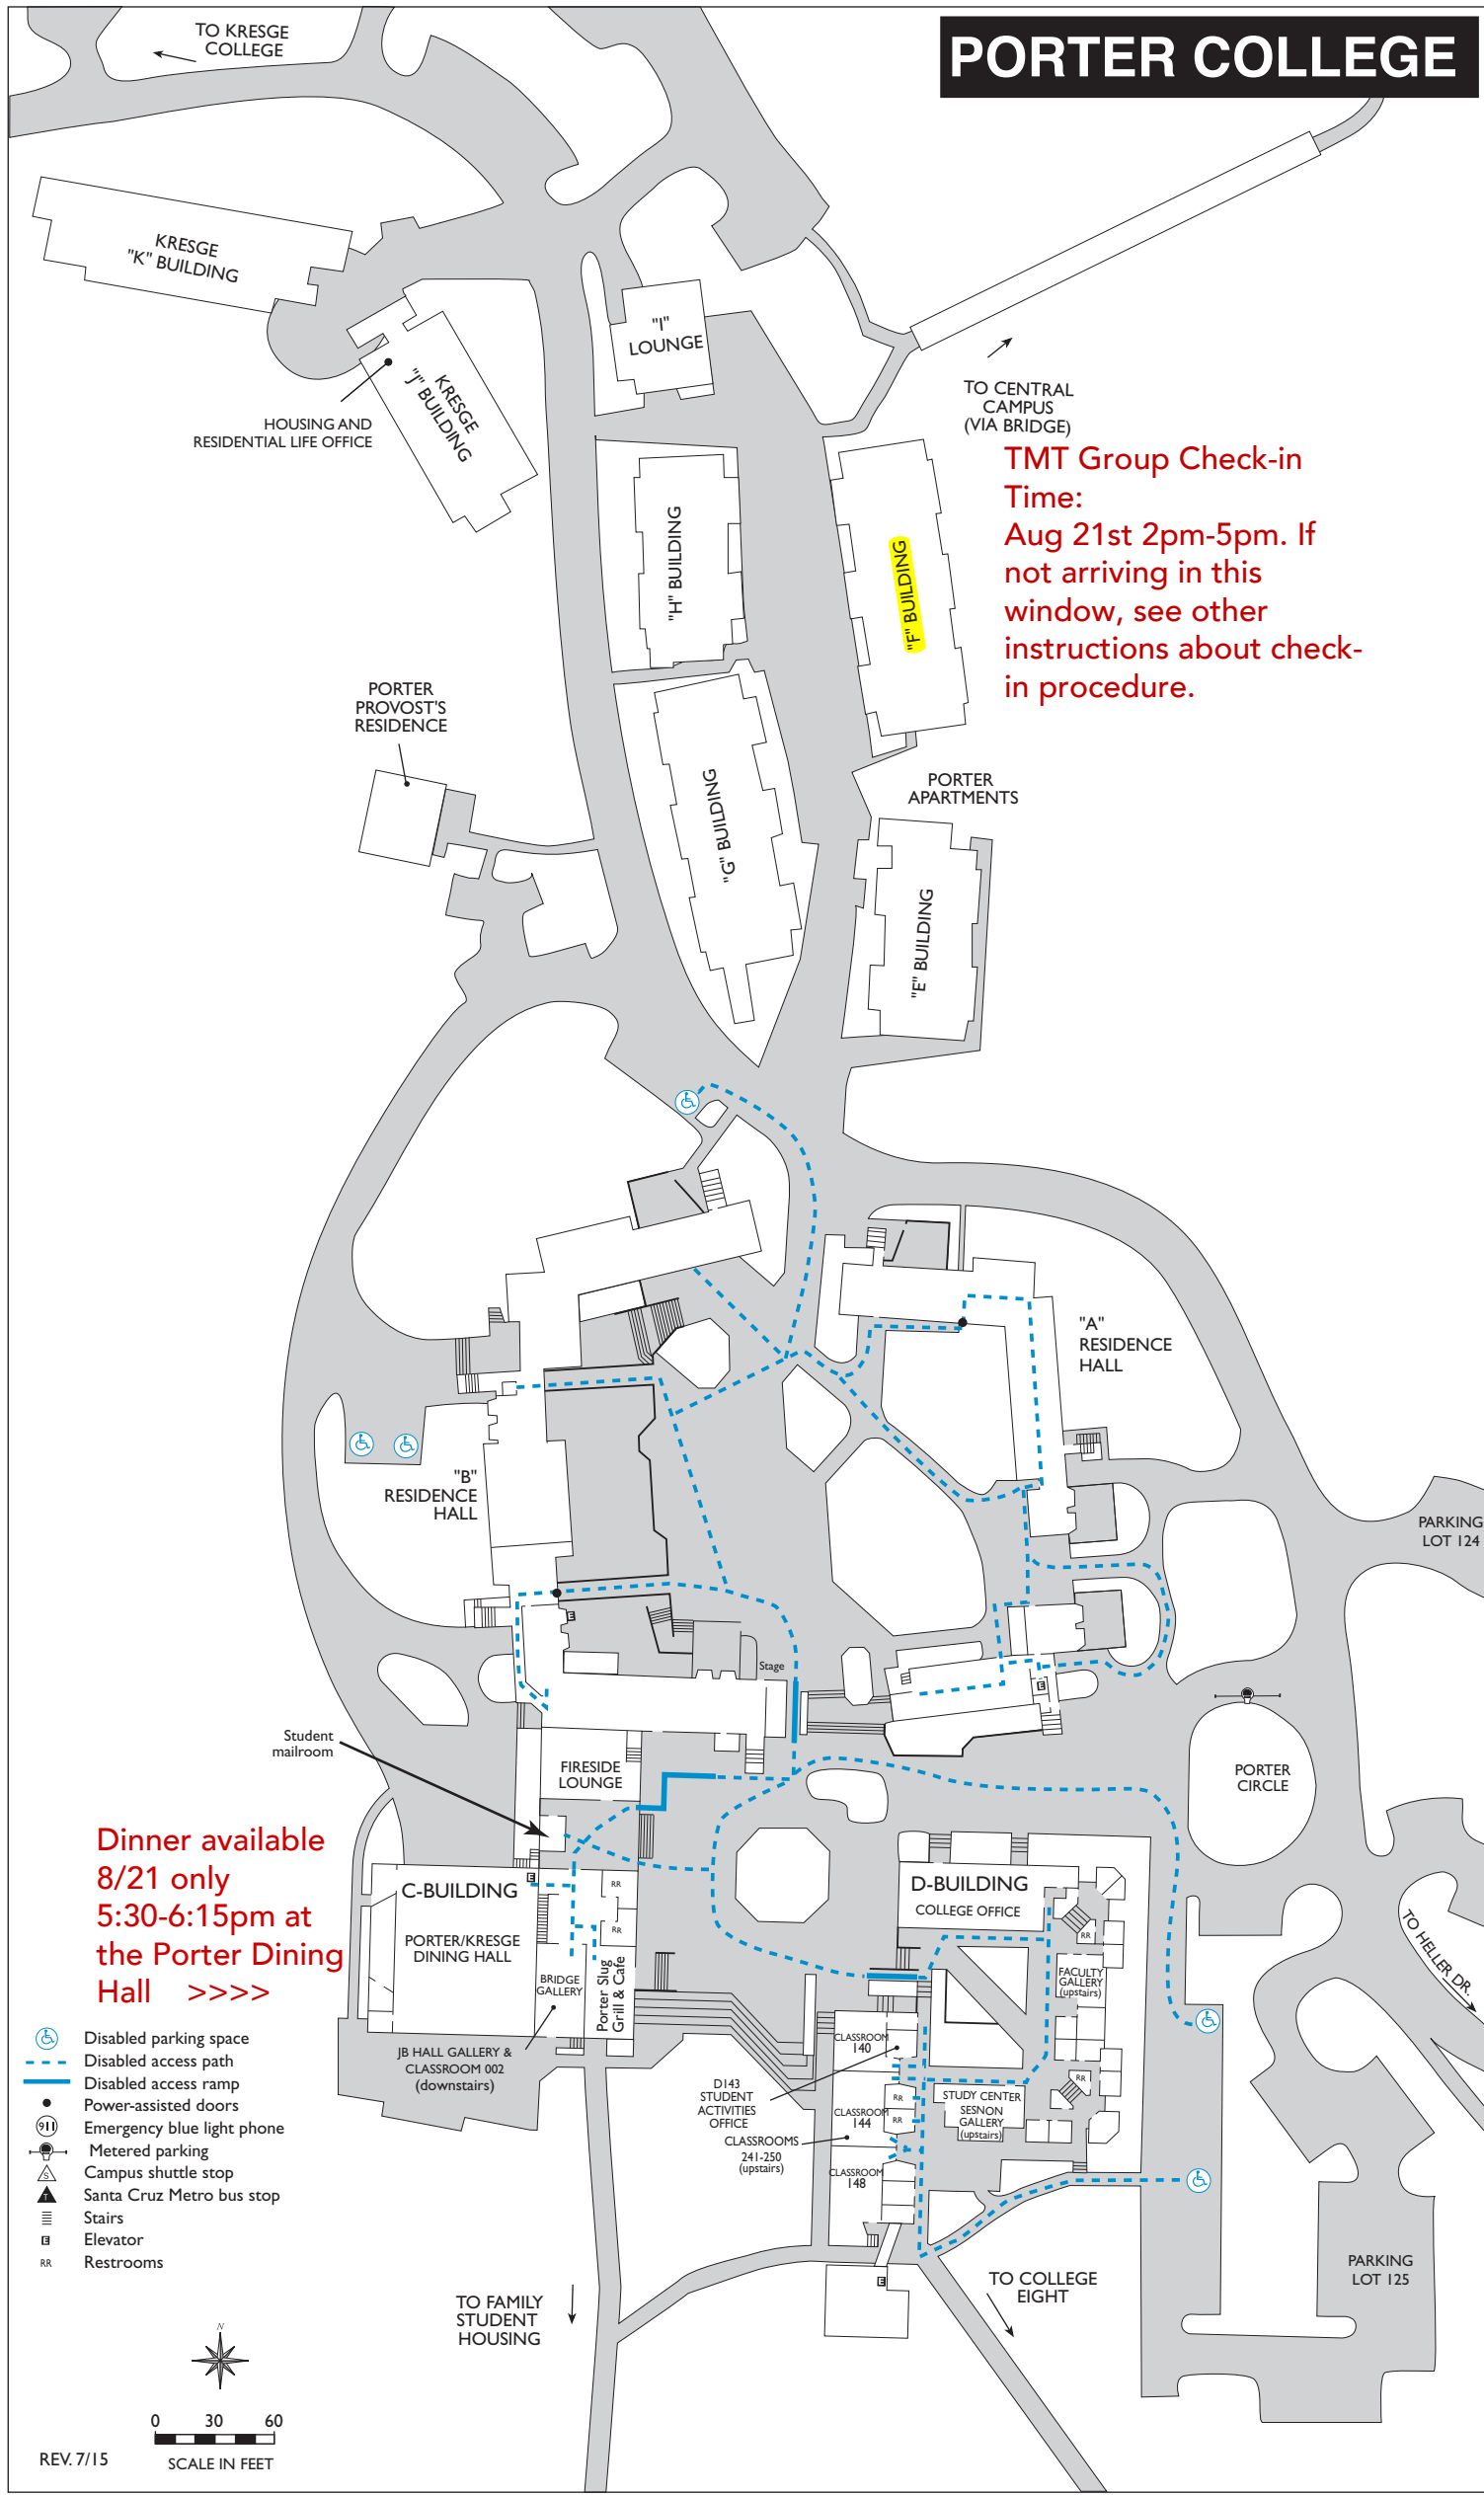 PORTER COLLEGE
TO KRESGE
COLLEGE
KRESGE
"K" BUILDING
"I"
LOUNGE
KRESGE
"J" BUILDING
HOUSING AND
RESIDENTIAL LIFE OFFICE
TO CENTRAL
CAMPUS
(VIA BRIDGE)
TMT Group Check-in
Time:
Aug 21st 2pm-5pm. If
not arriving in this
window, see other
instructions about check-
in procedure.
"H" BUILDING
"F" BUILDING
PORTER
PROVOST'S
RESIDENCE
"G" BUILDING
PORTER
APARTMENTS
"E" BUILDING
"A"
RESIDENCE
HALL
"B"
RESIDENCE
HALL
PARKING
LOT 124
E
Stage
E
Student
mailroom
FIRESIDE
LOUNGE
PORTER
CIRCLE
Dinner available
8/21 only
5:30-6:15pm at
the Porter Dining
Hall >>>>
E
C-BUILDING
PORTER/KRESGE
DINING HALL
RR
RR
BRIDGE
GALLERY
Porter Slug
Grill & Cafe
D-BUILDING
COLLEGE OFFICE
RR
FACULTY
GALLERY
(upstairs)
TO HELLER DR.
JB HALL GALLERY &
CLASSROOM 002
(downstairs)
CLASSROOM
140
D143
STUDENT
ACTIVITIES
OFFICE
RR
CLASSROOM
144
RR
CLASSROOMS
241-250
(upstairs)
CLASSROOM
148
STUDY CENTER
SESNON
GALLERY
(upstairs)
RR
E
Disabled parking space
Disabled access path
Disabled access ramp
Power-assisted doors
911 Emergency blue light phone
Metered parking
S Campus shuttle stop
T Santa Cruz Metro bus stop
Stairs
E Elevator
RR Restrooms
TO FAMILY
STUDENT
HOUSING
TO COLLEGE
EIGHT
PARKING
LOT 125
N
0 30 60
SCALE IN FEET
REV. 7/15